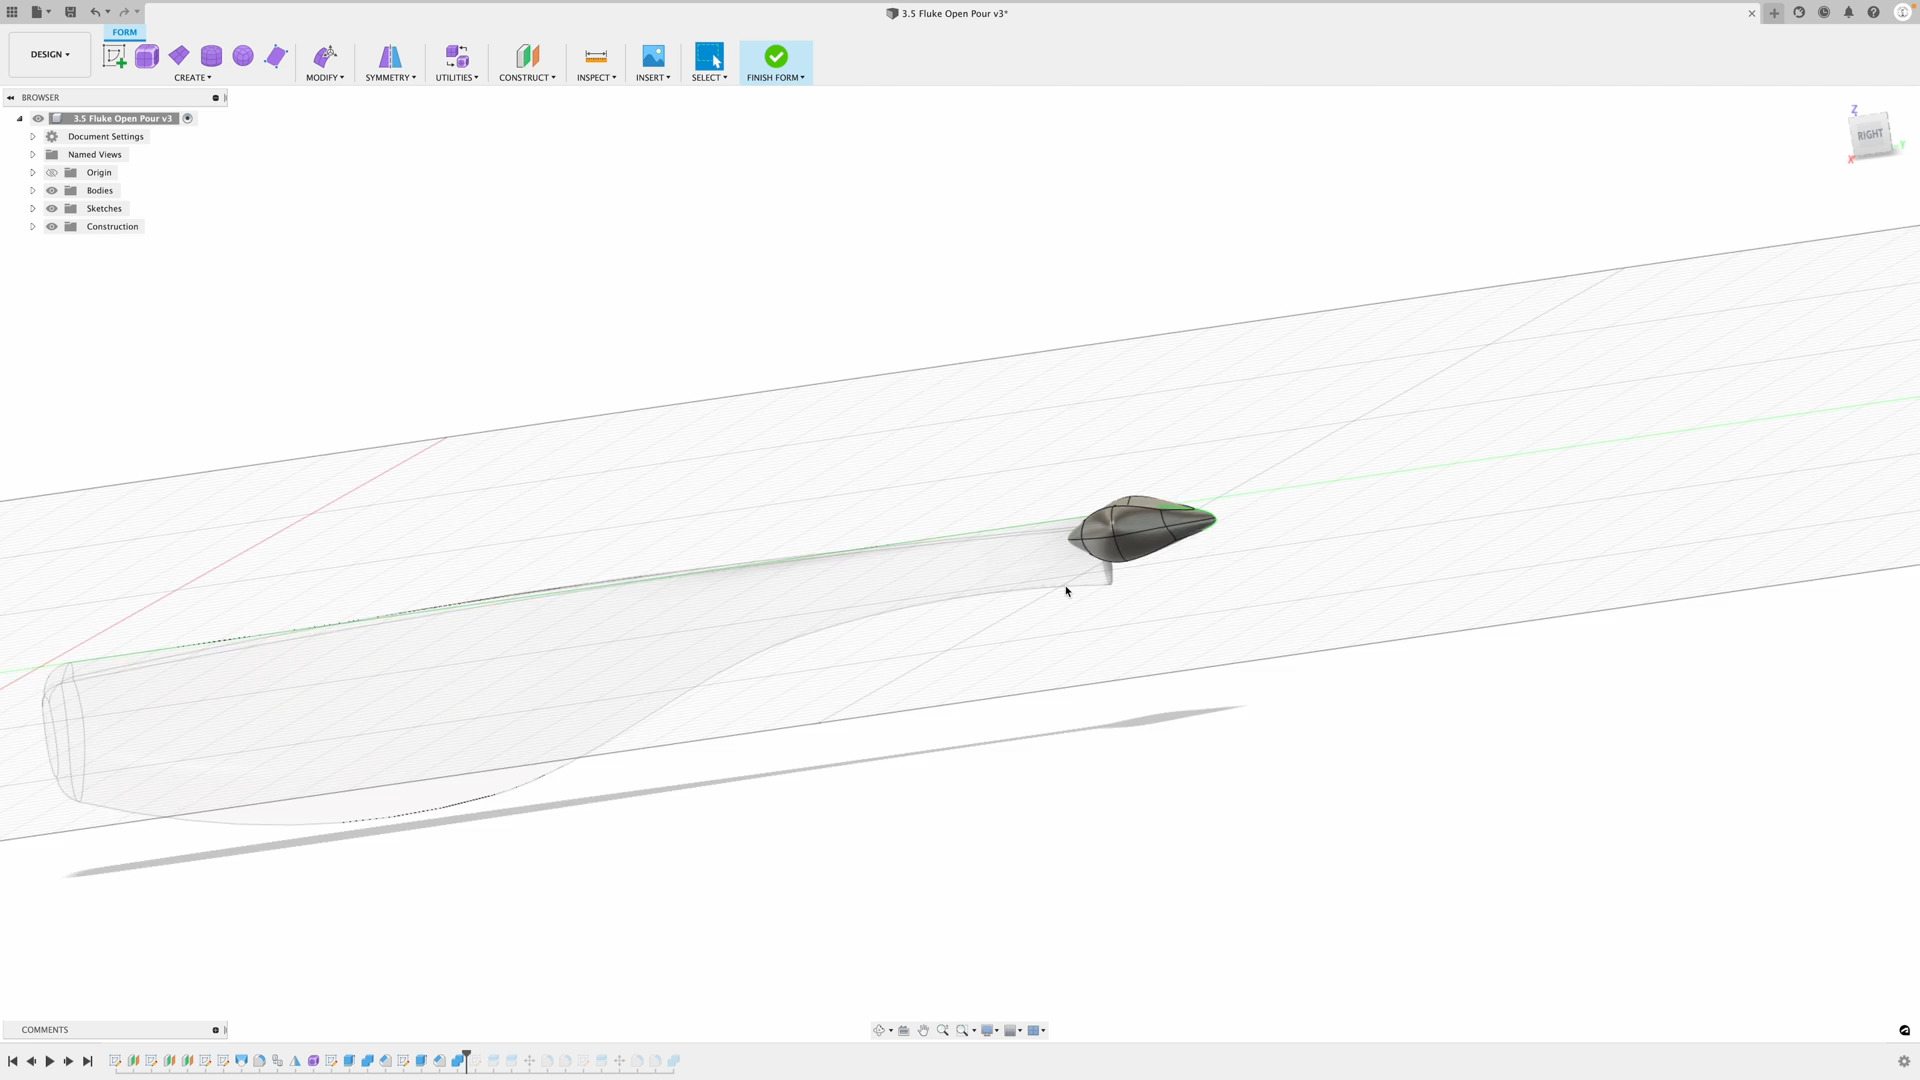 3.5 Fluke Open Pour v3*
FORM
DESIGN
CREATE
MODIFY
SYMMETRY
UTILITIES
CONSTRUCT
INSPECT
INSERT
SELECT
FINISH FORM
BROWSER
3.5 Fluke Open Pour v3
Document Settings
Named Views
Origin
Bodies
Sketches
Construction
Z
RIGHT
Y
X
COMMENTS